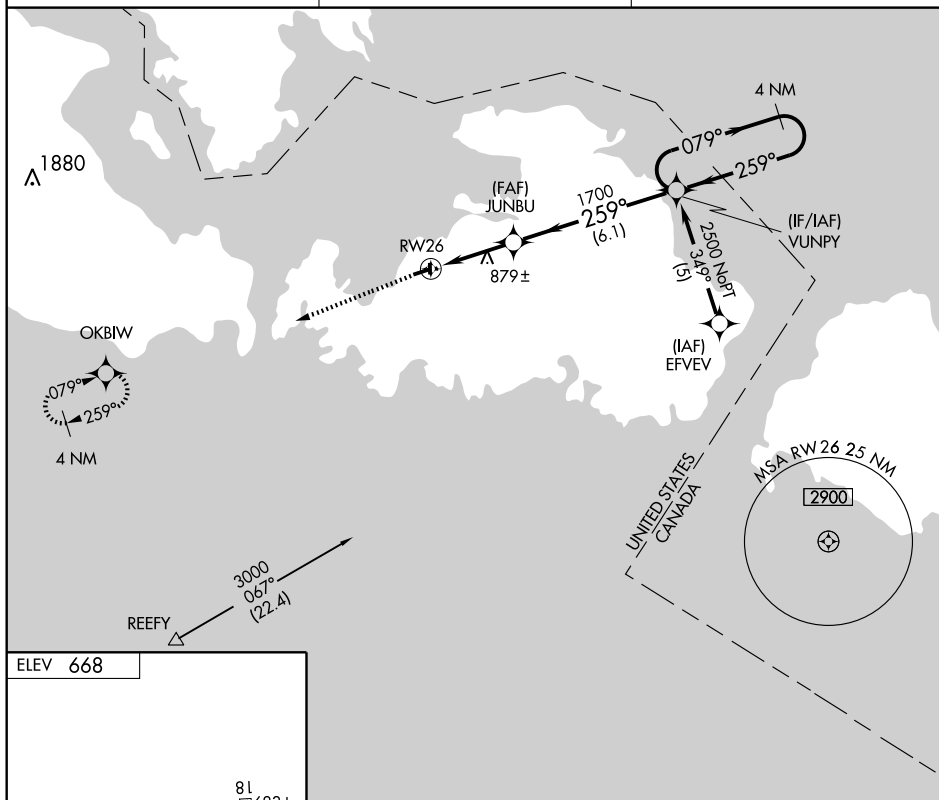 4 NM
079°
259°
1880
(FAF)
JUNBU
1700
259°
(6.1)
(IF/IAF)
VUNPY
RW26
879±
2500 NoPT
349°
(5)
(IAF)
EFVEV
OKBIW
079°
259°
4 NM
MSA RW26 25 NM
2900
UNITED STATES
CANADA
3000
067°
(22.4)
REEFY
ELEV 668
18